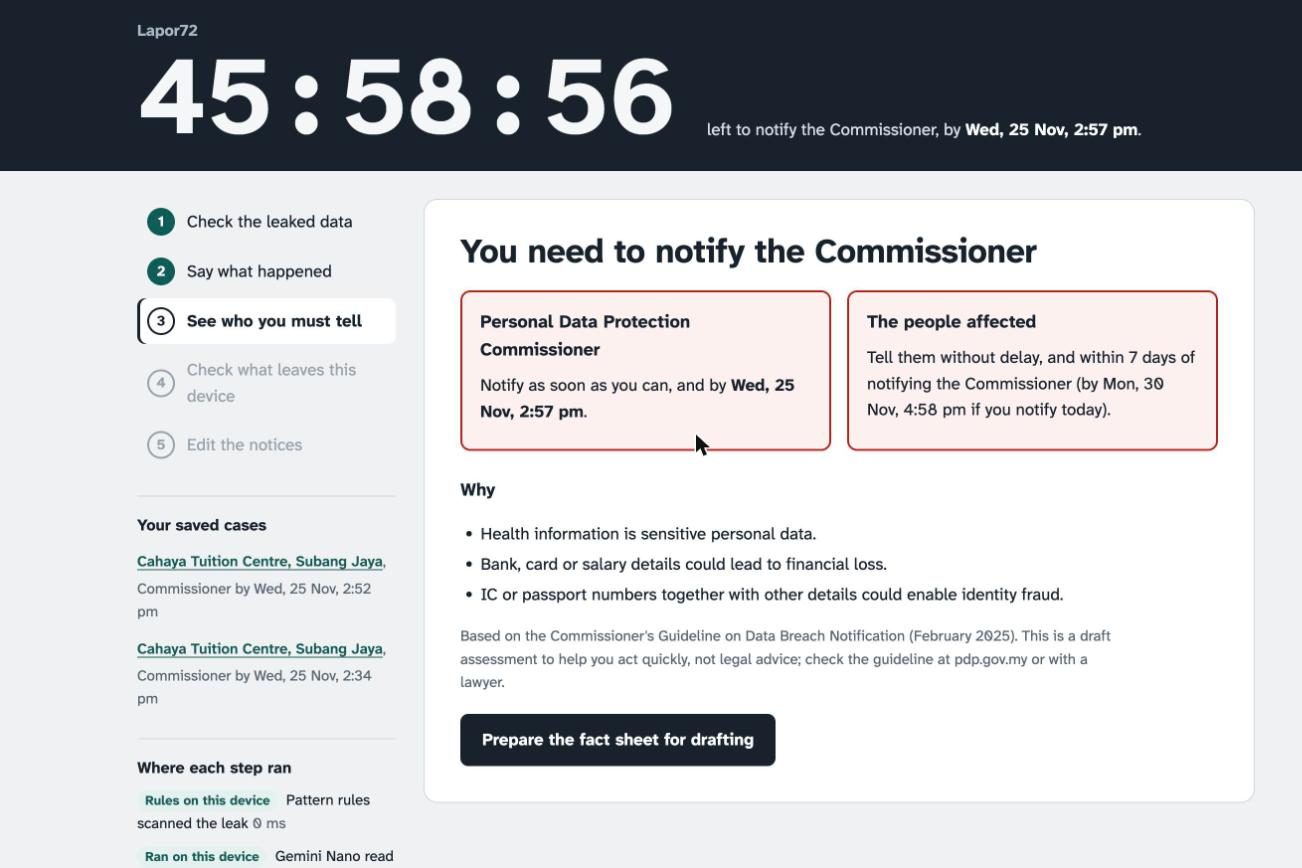 Lapor72
45:58:56
left to notify the Commissioner, by Wed, 25 Nov, 2:57 pm.
1 Check the leaked data
2 Say what happened
3 See who you must tell
4 Check what leaves this
device
5 Edit the notices
Your saved cases
Cahaya Tuition Centre, Subang Jaya,
Commissioner by Wed, 25 Nov, 2:52
pm
Cahaya Tuition Centre, Subang Jaya,
Commissioner by Wed, 25 Nov, 2:34
pm
Where each step ran
Rules on this device Pattern rules
scanned the leak 0 ms
Ran on this device Gemini Nano read
You need to notify the Commissioner
Personal Data Protection
Commissioner
Notify as soon as you can, and by Wed, 25
Nov, 2:57 pm.
The people affected
Tell them without delay, and within 7 days of
notifying the Commissioner (by Mon, 30
Nov, 4:58 pm if you notify today).
Why
• Health information is sensitive personal data.
• Bank, card or salary details could lead to financial loss.
• IC or passport numbers together with other details could enable identity fraud.
Based on the Commissioner's Guideline on Data Breach Notification (February 2025). This is a draft
assessment to help you act quickly, not legal advice; check the guideline at pdp.gov.my or with a
lawyer.
Prepare the fact sheet for drafting